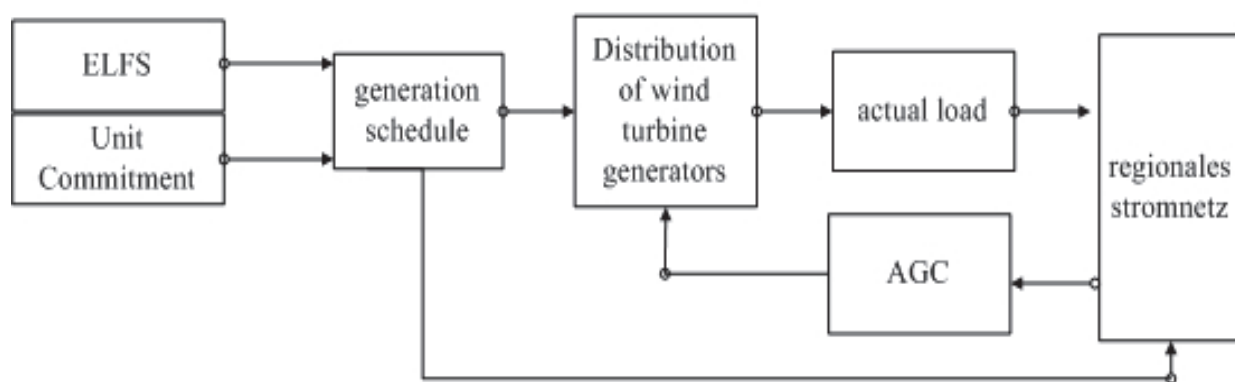 ELFS
Unit
Commitment
generation
schedule
Distribution
of wind
turbine
generators
actual load
AGC
regionales
stromnetz